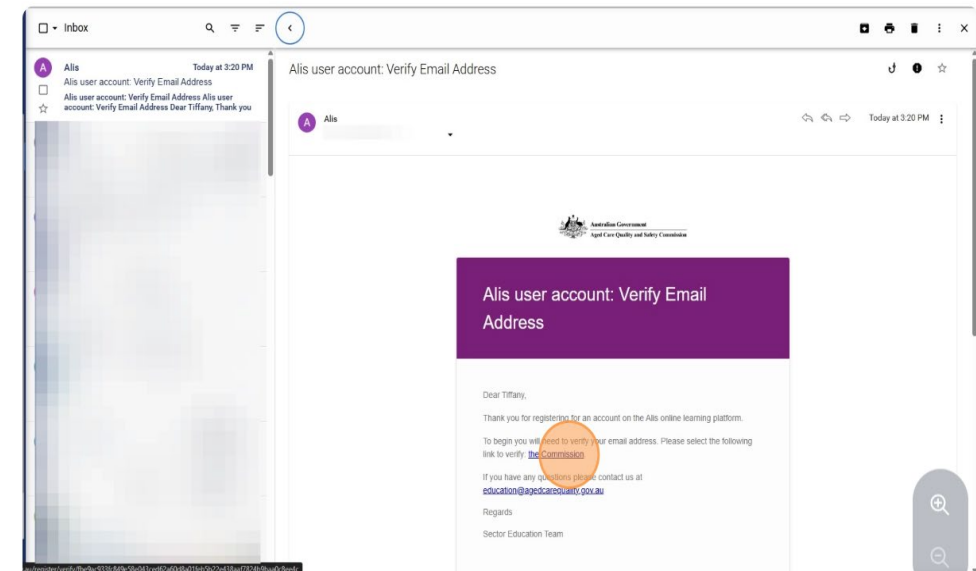 Inbox
A
Alis
Today at 3:20 PM
Alis user account: Verify Email Address
Alis user account: Verify Email Address Alis user
account: Verify Email Address Dear Tiffany, Thank you
Alis user account: Verify Email Address
A
Alis
Today at 3:20 PM
Australian Government
Aged Care Quality and Safety Commission
Alis user account: Verify Email
Address
Dear Tiffany,
Thank you for registering for an account on the Alis online learning platform.
To begin you will need to verify your email address. Please select the following
link to verify: the Commission.
If you have any questions please contact us at
education@agedcarequality.gov.au
Regards
Sector Education Team